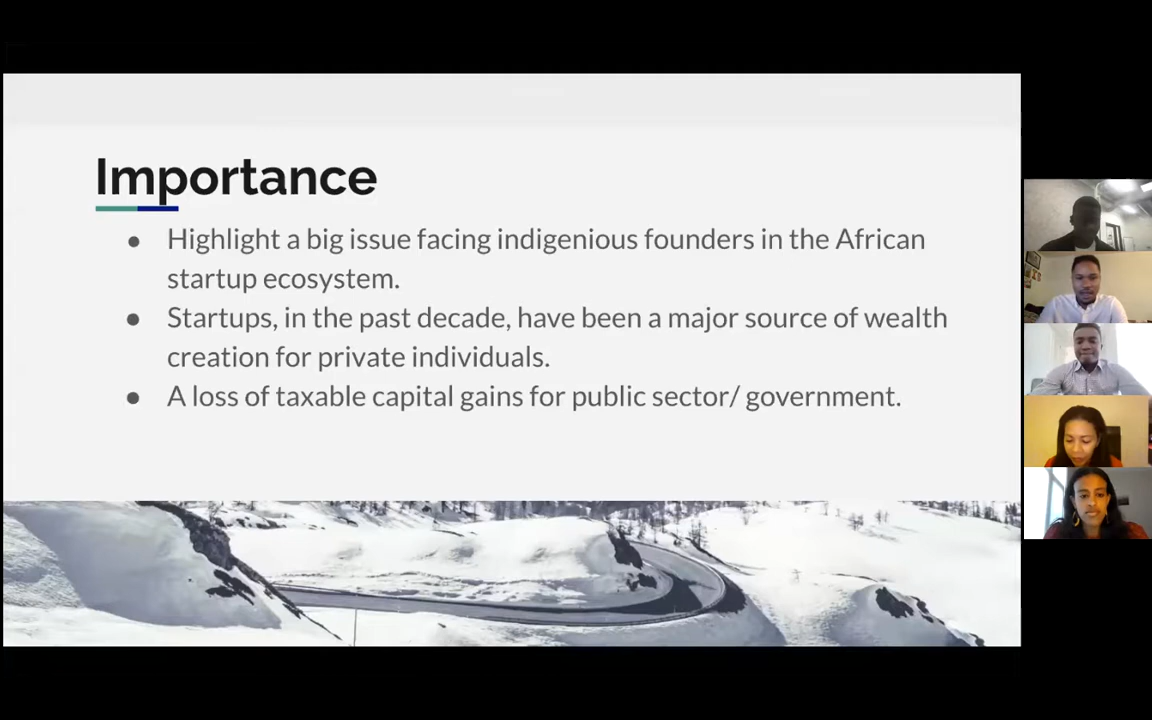 Importance
● Highlight a big issue facing indigenious founders in the African
startup ecosystem.
● Startups, in the past decade, have been a major source of wealth
creation for private individuals.
● A loss of taxable capital gains for public sector/ government.